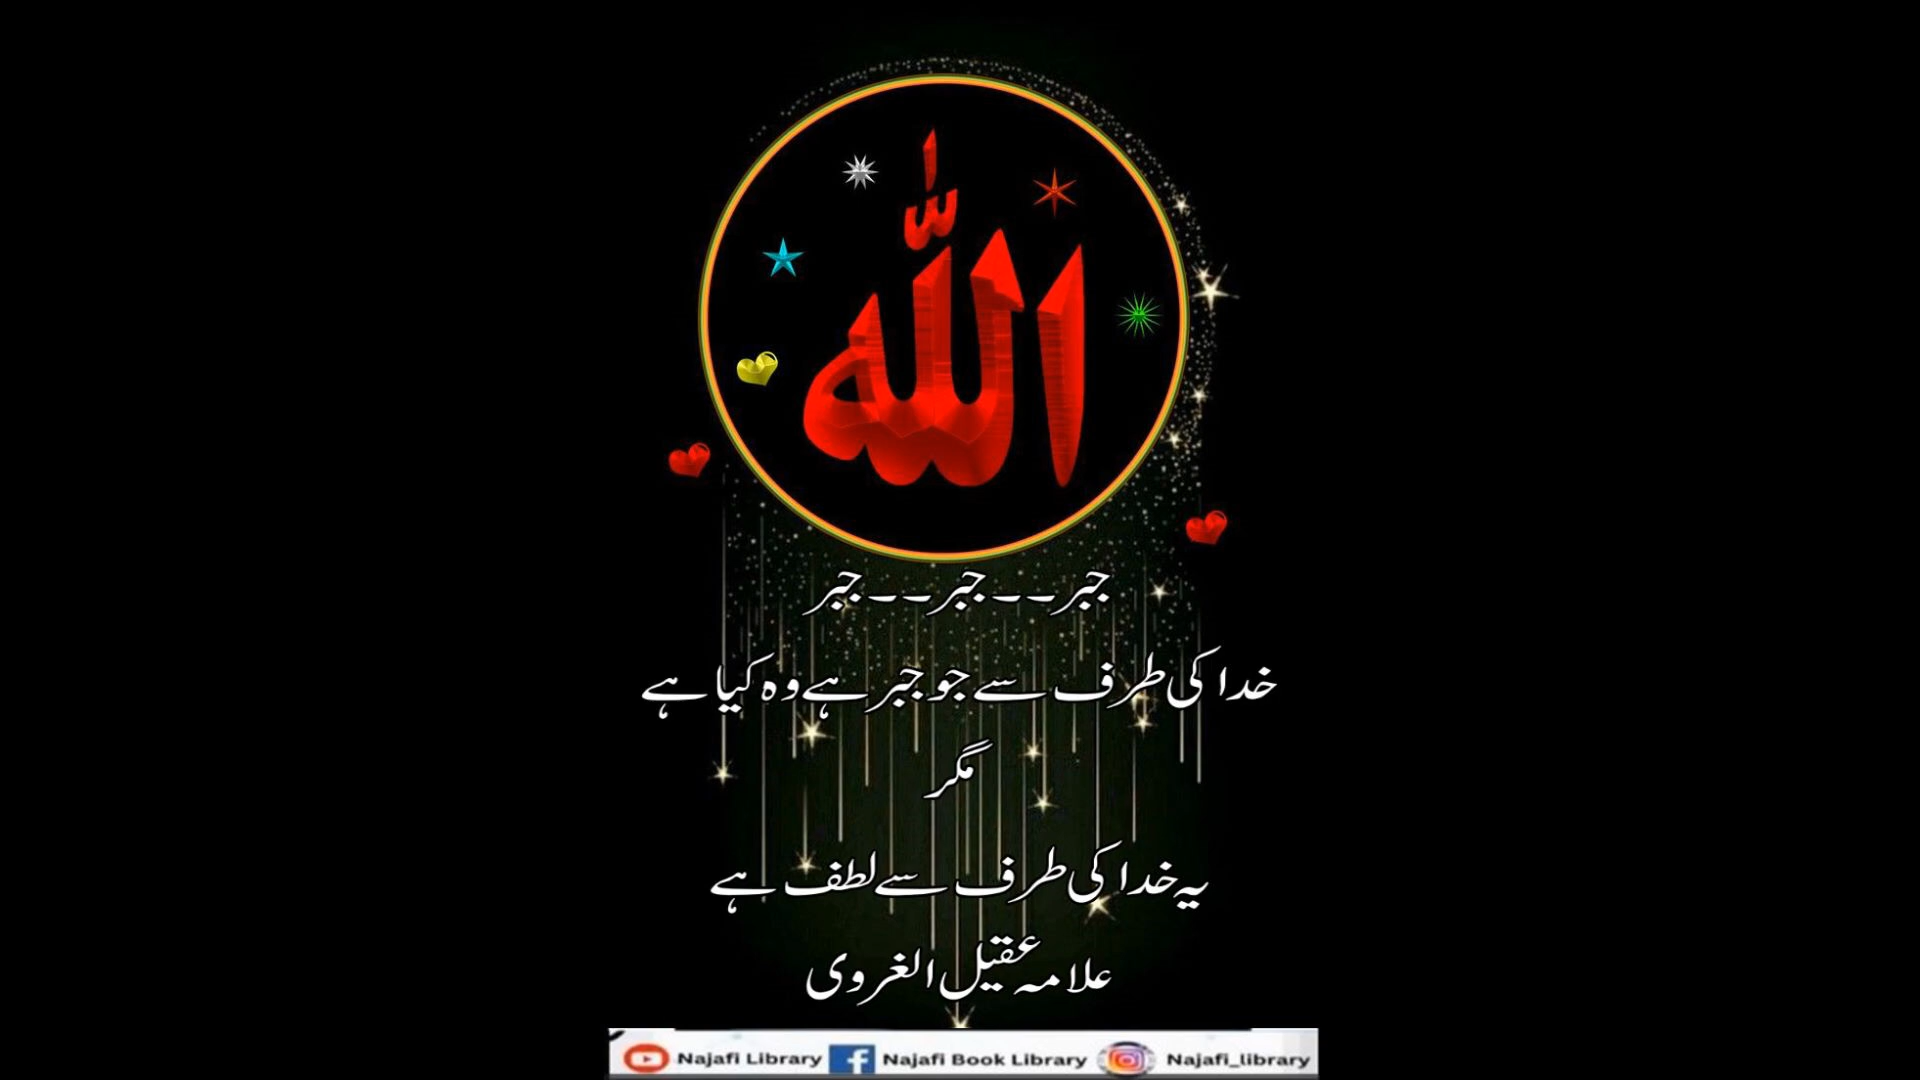 اللّٰه
جبر۔۔جبر۔۔جبر
خدا کی طرف سے جو جبر ہے وہ کیا ہے
مگر
یہ خدا کی طرف سے لطف ہے
علامہ عقیل الغروی
Najafi Library Najafi Book Library Najafi_library